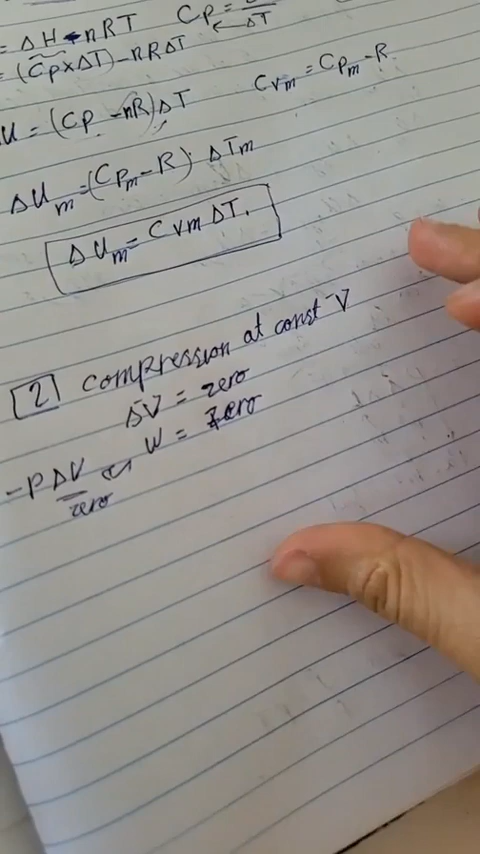 = ΔH - nRT Cp = ΔT
= (Cp x ΔT) - nRΔT
U = (Cp - nR)ΔT Cvm = Cpm - R
ΔUm = (Cpm - R) · ΔTm
ΔUm = Cvm ΔT.
[2] compression at const V
ΔV = zero
-PΔV W = zero
zero